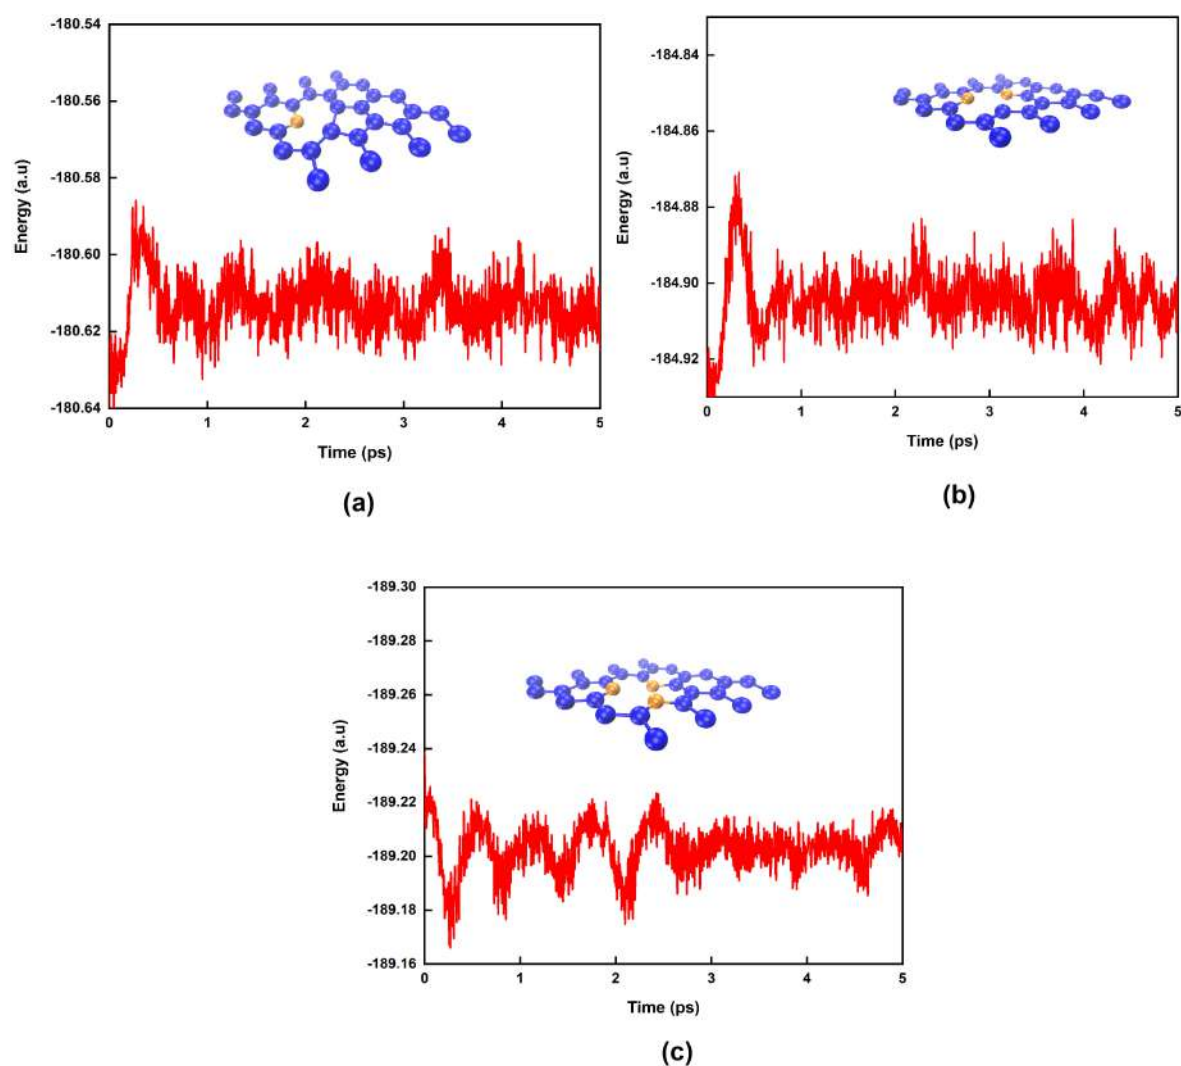 -180.54
-180.56
-180.58
-180.60
-180.62
-180.64
Energy (a.u)
0 1 2 3 4 5
Time (ps)
(a)
-184.84
-184.86
-184.88
-184.90
-184.92
Energy (a.u)
0 1 2 3 4 5
Time (ps)
(b)
-189.30
-189.28
-189.26
-189.24
-189.22
-189.20
-189.18
-189.16
Energy (a.u)
0 1 2 3 4 5
Time (ps)
(c)